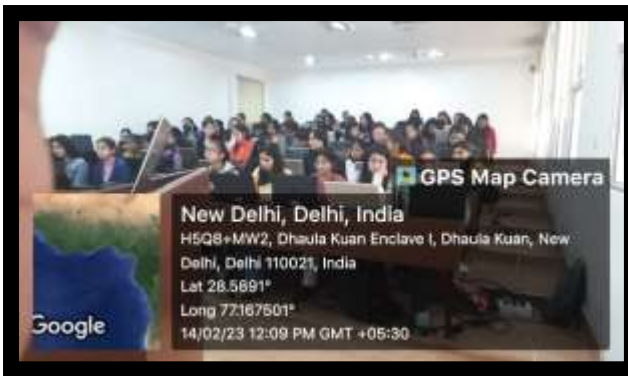 GPS Map Camera
New Delhi, Delhi, India
H5Q8+MW2, Dhaula Kuan Enclave I, Dhaula Kuan, New
Delhi, Delhi 110021, India
Lat 28.5891°
Long 77.167501°
14/02/23 12:09 PM GMT +05:30
Google